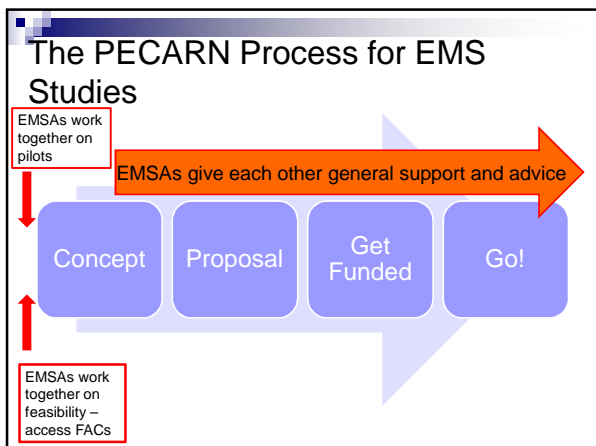 The PECARN Process for EMS
Studies
EMSAs work
together on
pilots
EMSAs give each other general support and advice
Concept
Proposal
Get
Funded
Go!
EMSAs work
together on
feasibility –
access FACs